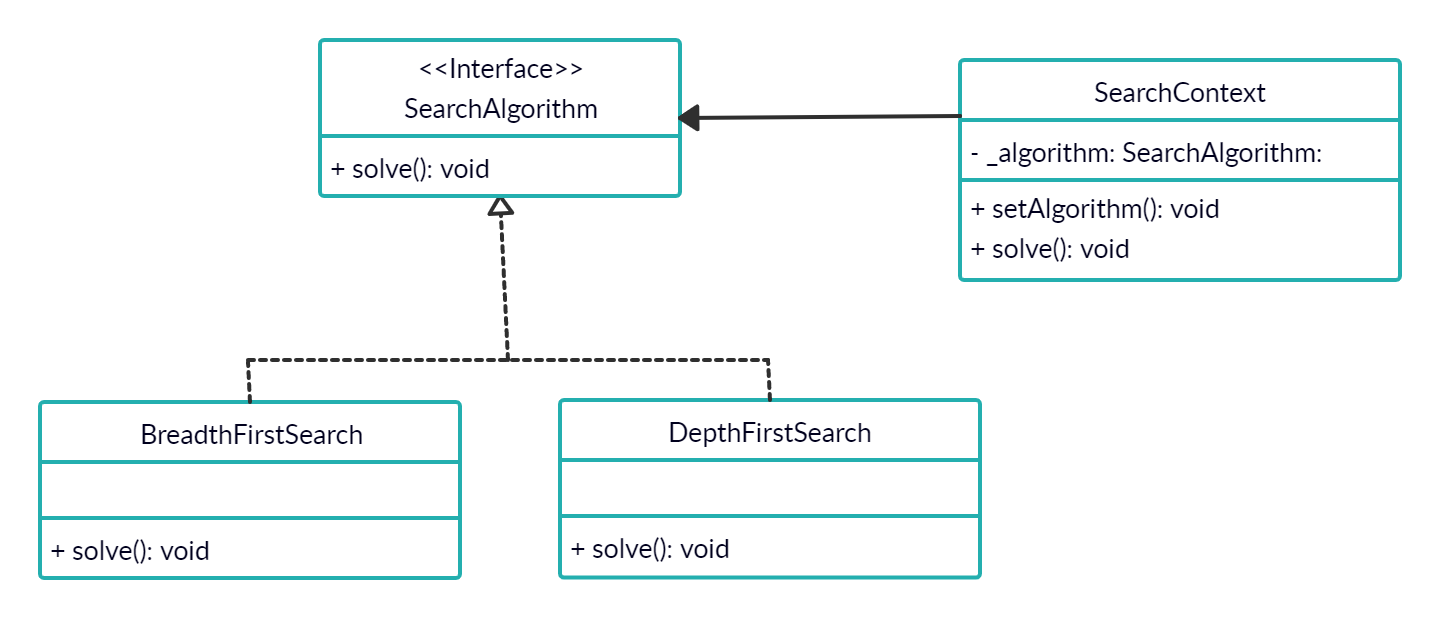 <<Interface>>
SearchAlgorithm
+ solve(): void
SearchContext
- _algorithm: SearchAlgorithm:
+ setAlgorithm(): void
+ solve(): void
BreadthFirstSearch
+ solve(): void
DepthFirstSearch
+ solve(): void